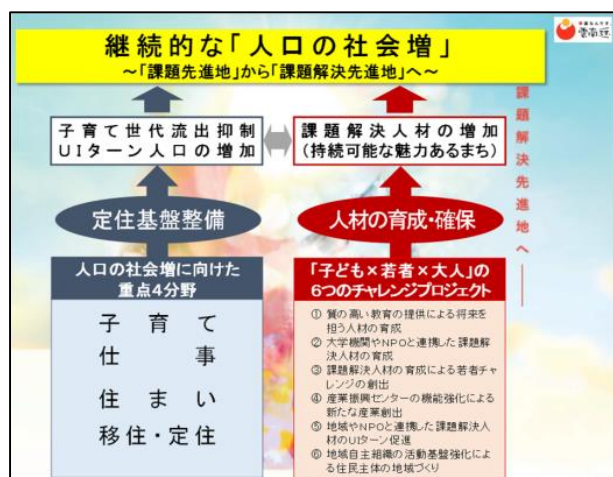 継続的な「人口の社会増」
～「課題先進地」から「課題解決先進地」へ～
雲南市
課題解決先進地へ
子育て世代流出抑制
UIターン人口の増加
課題解決人材の増加
(持続可能な魅力あるまち)
定住基盤整備
人材の育成・確保
人口の社会増に向けた
重点4分野
子育て
仕事
住まい
移住・定住
「子ども×若者×大人」の
6つのチャレンジプロジェクト
① 質の高い教育の提供による将来を
担う人材の育成
② 大学機関やNPOと連携した課題解
決人材の育成
③ 課題解決人材の育成による若者チャ
レンジの創出
④ 産業振興センターの機能強化による
新たな産業創出
⑤ 地域やNPOと連携した課題解決人
材のUIターン促進
⑥ 地域自主組織の活動基盤強化によ
る住民主体の地域づくり